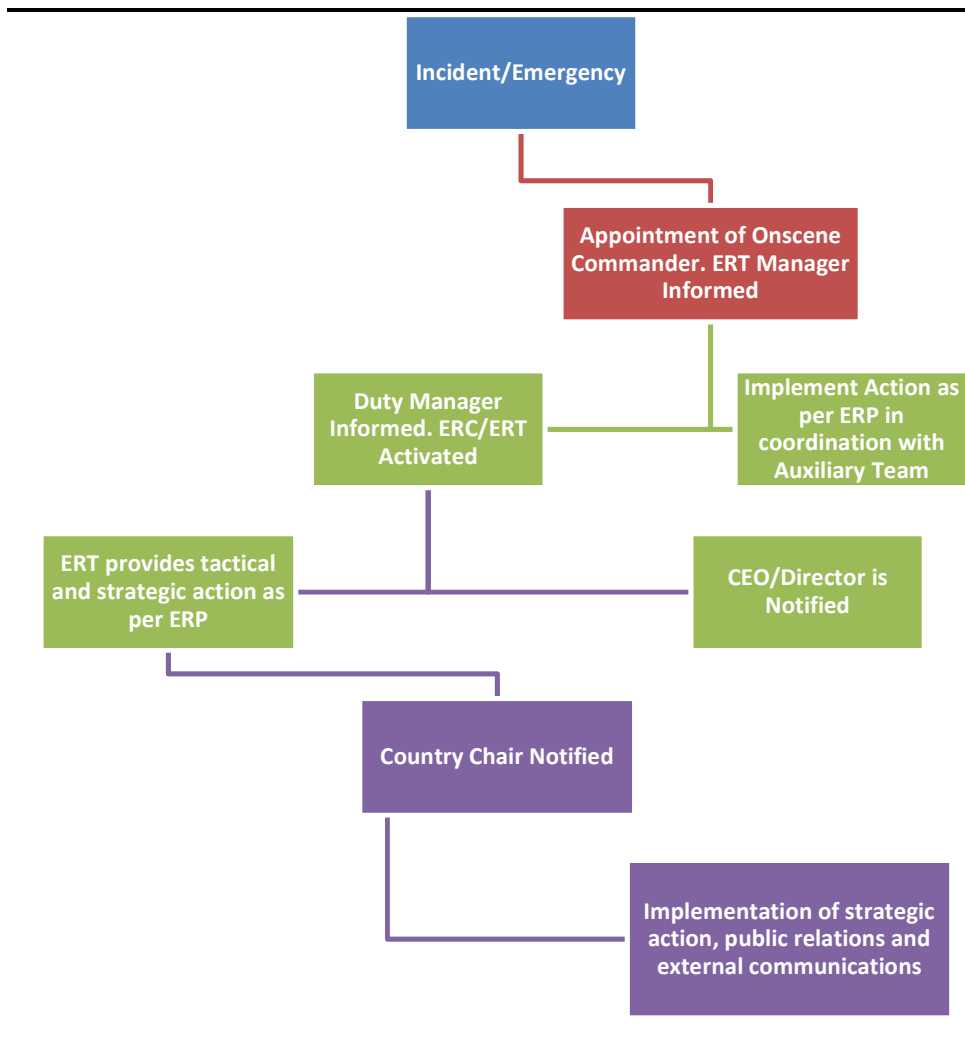 Incident/Emergency
Appointment of Onscene
Commander. ERT Manager
Informed
Duty Manager
Informed. ERC/ERT
Activated
Implement Action as
per ERP in
coordination with
Auxiliary Team
ERT provides tactical
and strategic action as
per ERP
CEO/Director is
Notified
Country Chair Notified
Implementation of strategic
action, public relations and
external communications